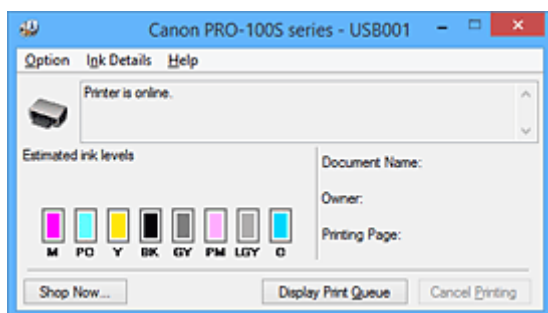 Canon PRO-100S series - USB001
Option Ink Details Help
Printer is online.
Estimated ink levels
Document Name:
Owner:
Printing Page:
M PC Y BK GY PM LGY C
Shop Now...
Display Print Queue
Cancel Printing